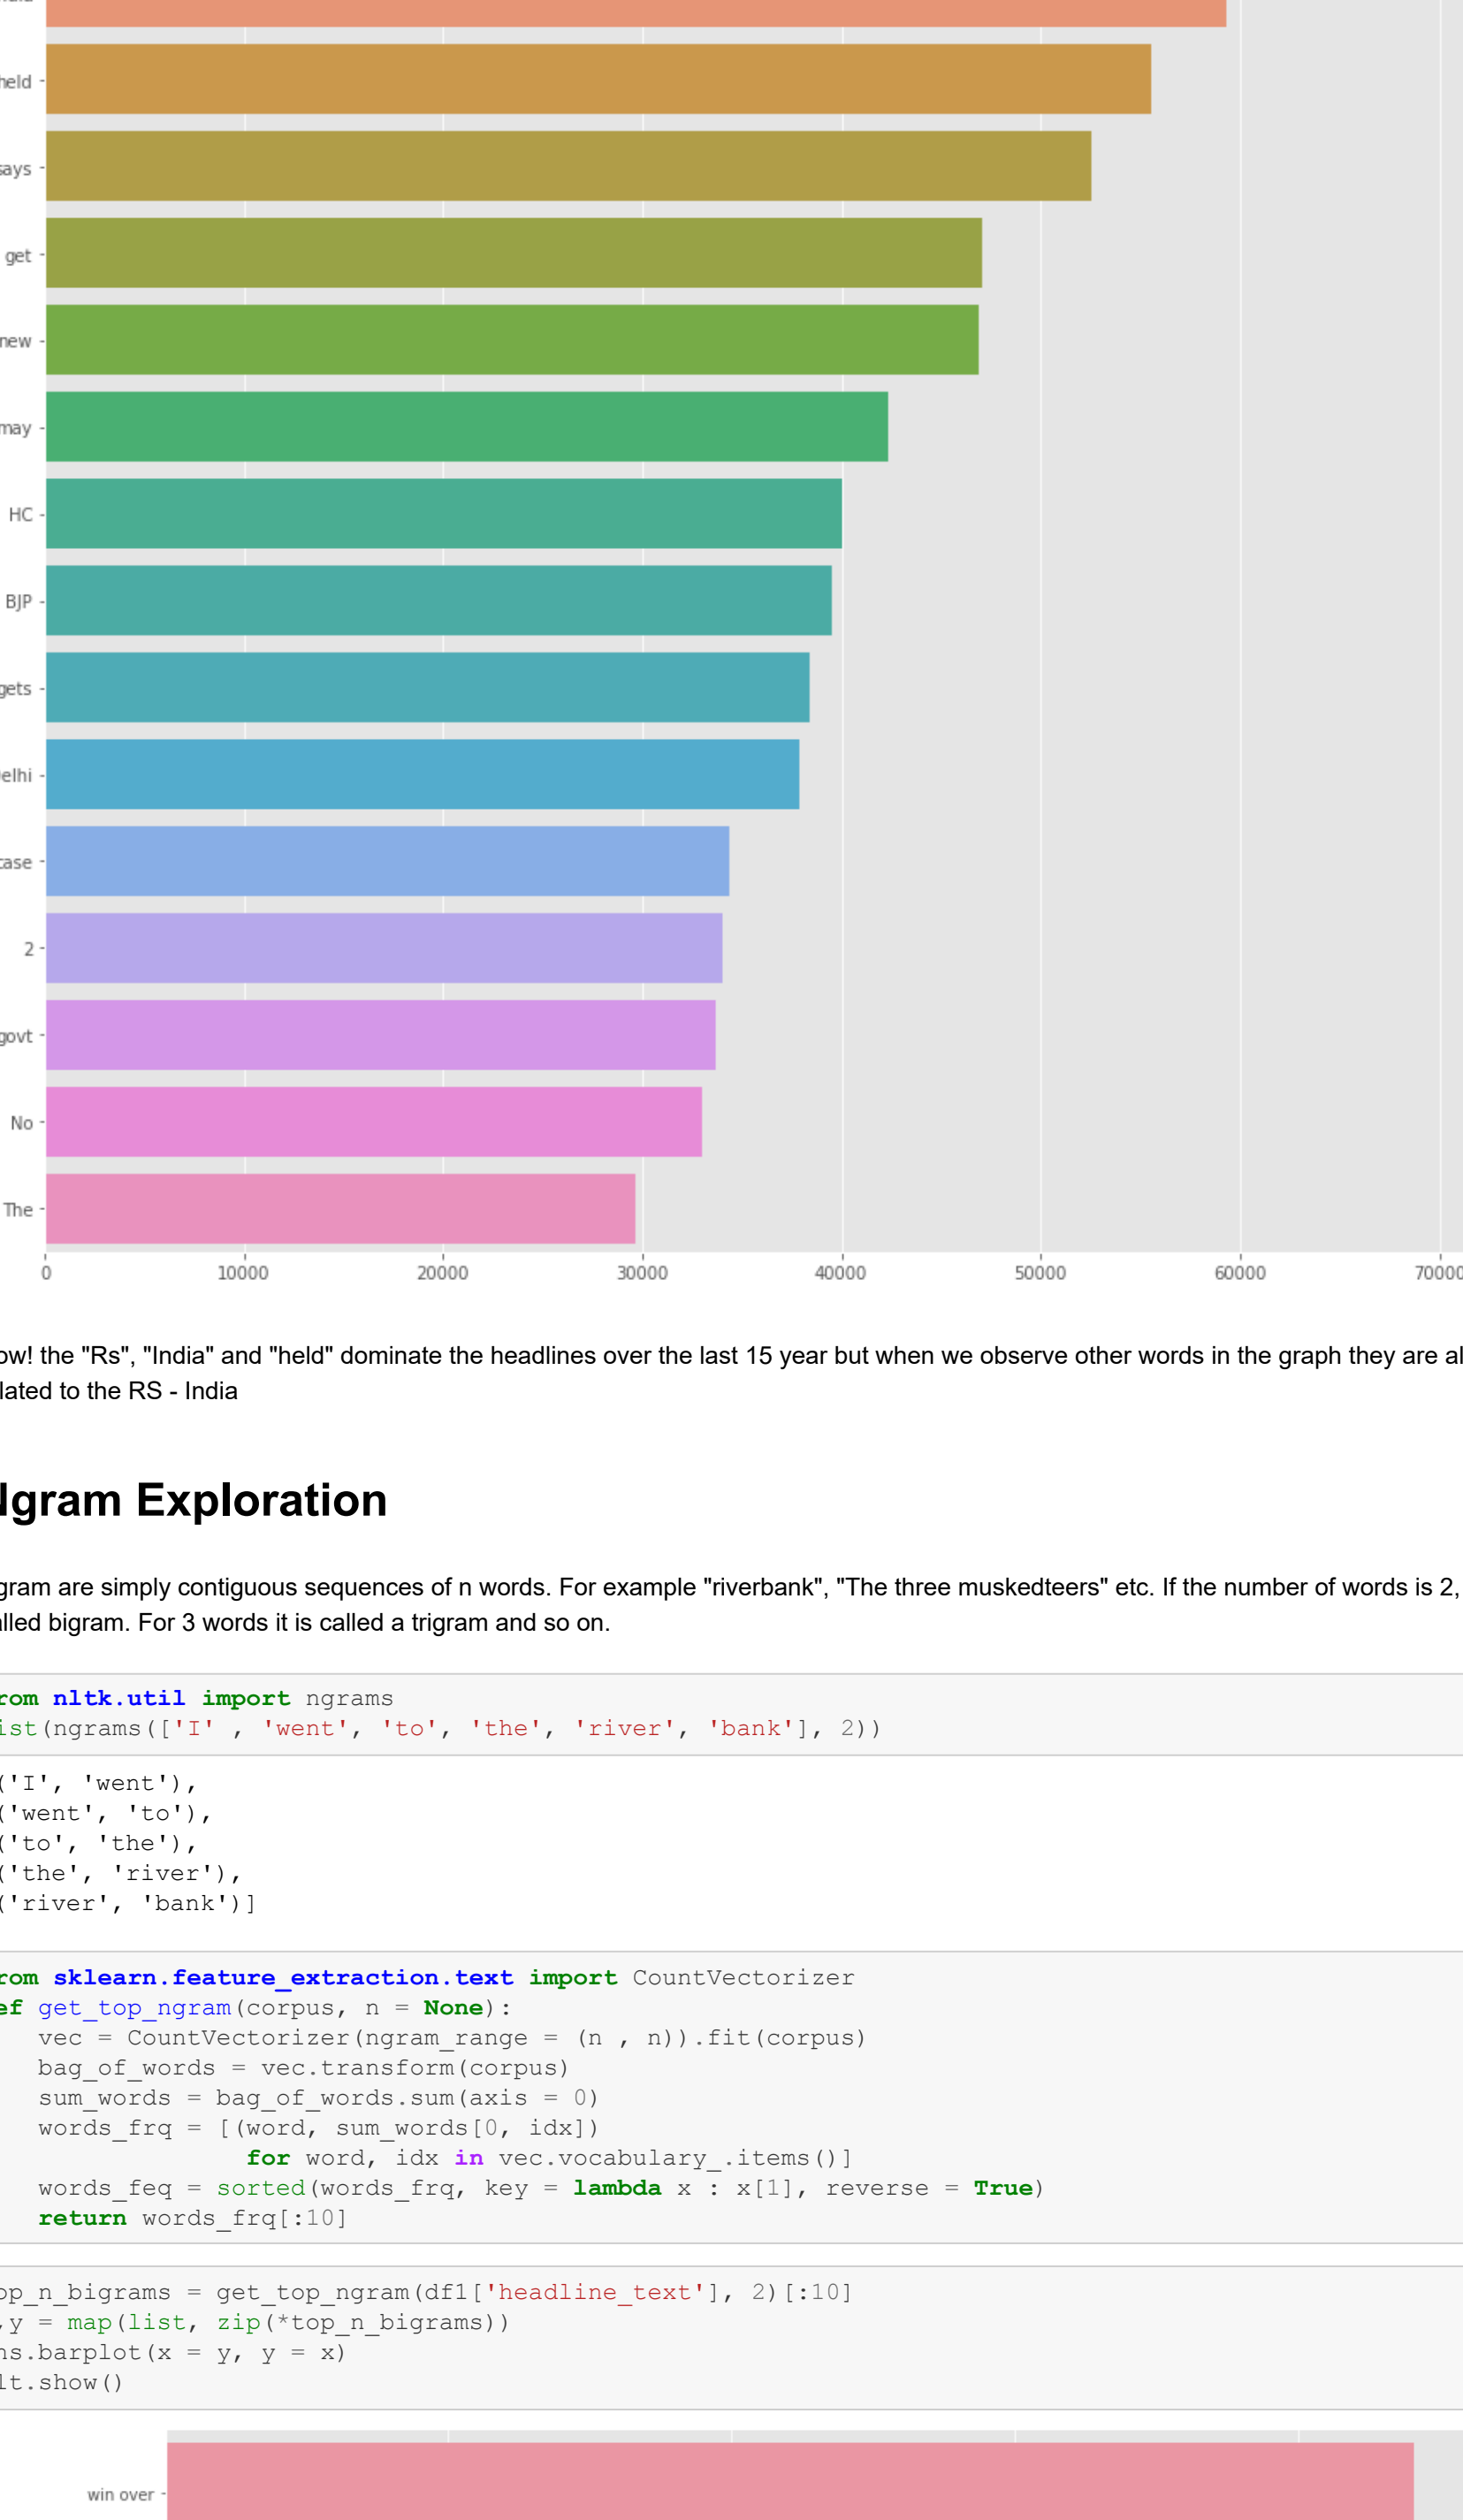 held
says
get
new
may
HC
BJP
gets
elhi
case
2
govt
No
The
0 10000 20000 30000 40000 50000 60000 70000
ow! the "Rs", "India" and "held" dominate the headlines over the last 15 year but when we observe other words in the graph they are al
lated to the RS - India
Ngram Exploration
gram are simply contiguous sequences of n words. For example "riverbank", "The three muskedteers" etc. If the number of words is 2,
alled bigram. For 3 words it is called a trigram and so on.
rom nltk.util import ngrams
ist(ngrams(['I' , 'went', 'to', 'the', 'river', 'bank'], 2))
('I', 'went'),
('went', 'to'),
('to', 'the'),
('the', 'river'),
('river', 'bank')]
rom sklearn.feature_extraction.text import CountVectorizer
ef get_top_ngram(corpus, n = None):
vec = CountVectorizer(ngram_range = (n , n)).fit(corpus)
bag_of_words = vec.transform(corpus)
sum_words = bag_of_words.sum(axis = 0)
words_frq = [(word, sum_words[0, idx])
for word, idx in vec.vocabulary_.items()]
words_feq = sorted(words_frq, key = lambda x : x[1], reverse = True)
return words_frq[:10]
op_n_bigrams = get_top_ngram(df1['headline_text'], 2)[:10]
,y = map(list, zip(*top_n_bigrams))
ns.barplot(x = y, y = x)
lt.show()
win over